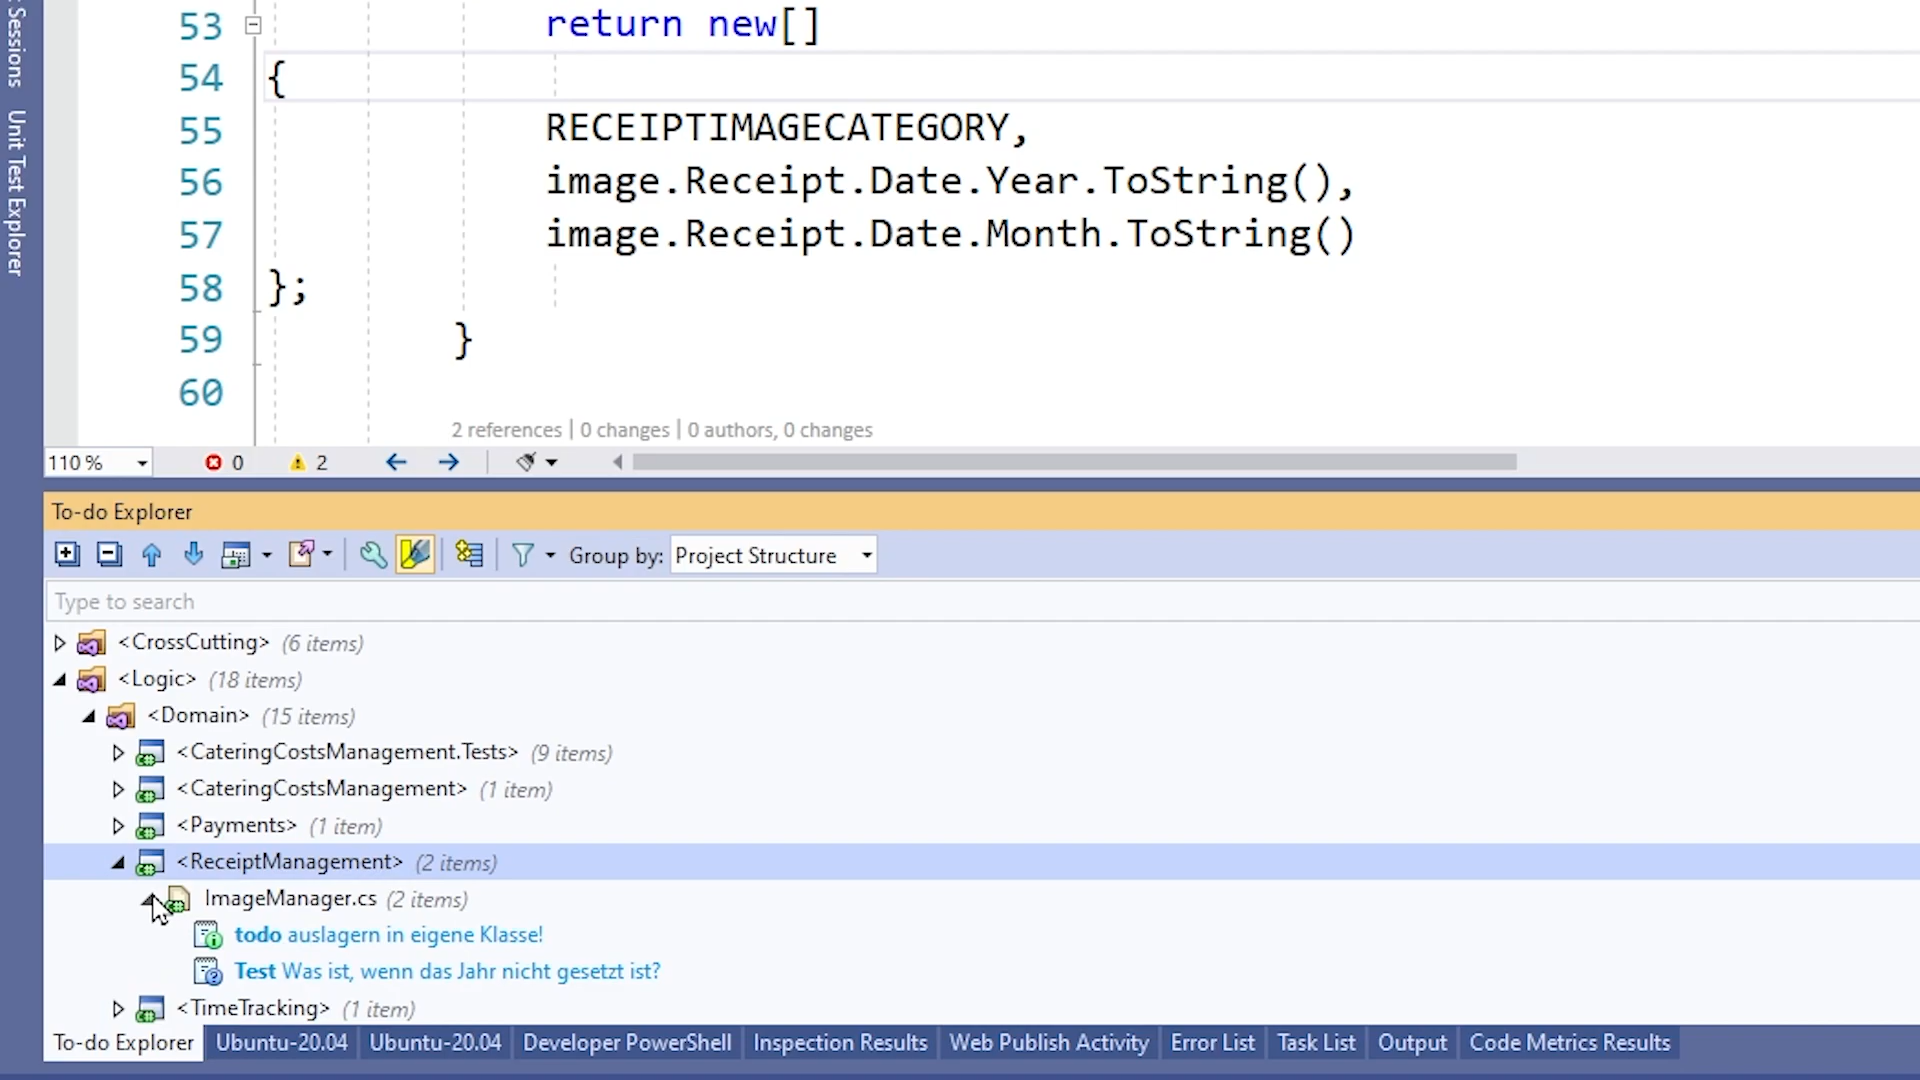 Sessions
Unit Test Explorer
53 return new[]
54 {
55 RECEIPTIMAGECATEGORY,
56 image.Receipt.Date.Year.ToString(),
57 image.Receipt.Date.Month.ToString()
58 };
59 }
60
2 references | 0 changes | 0 authors, 0 changes
110 % 0 2
To-do Explorer
Group by: Project Structure
Type to search
<CrossCutting> (6 items)
<Logic> (18 items)
<Domain> (15 items)
<CateringCostsManagement.Tests> (9 items)
<CateringCostsManagement> (1 item)
<Payments> (1 item)
<ReceiptManagement> (2 items)
ImageManager.cs (2 items)
todo auslagern in eigene Klasse!
Test Was ist, wenn das Jahr nicht gesetzt ist?
<TimeTracking> (1 item)
To-do Explorer Ubuntu-20.04 Ubuntu-20.04 Developer PowerShell Inspection Results Web Publish Activity Error List Task List Output Code Metrics Results